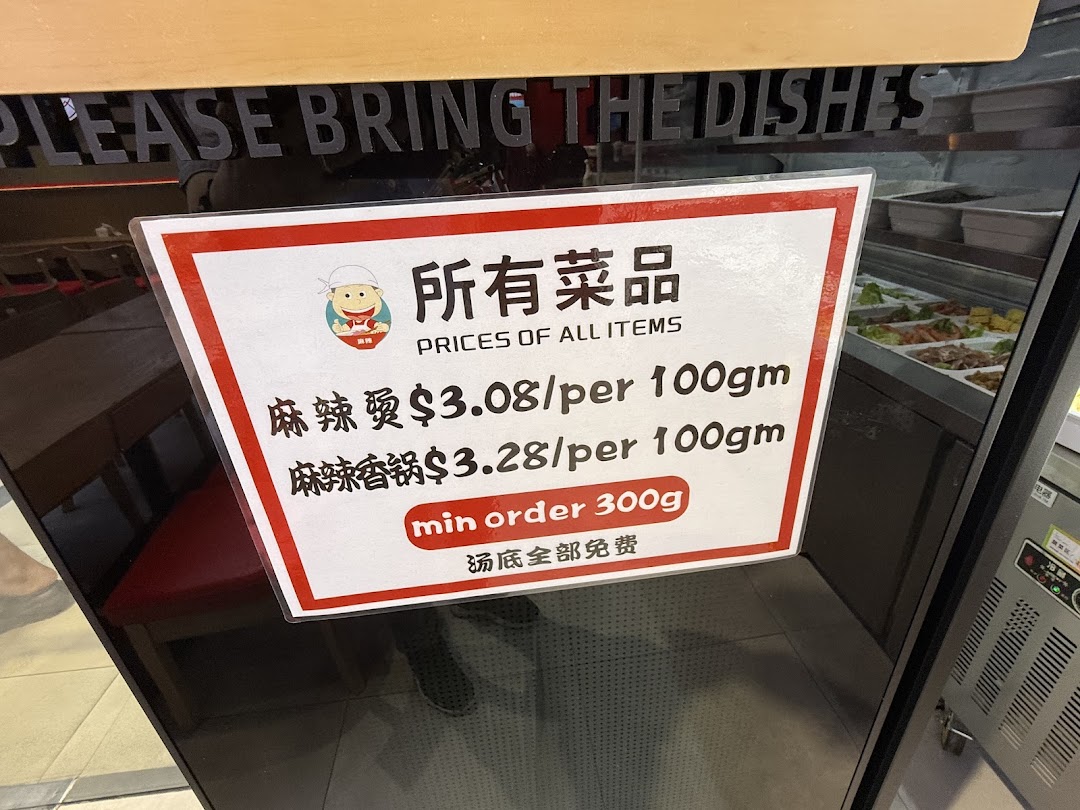 PLEASE BRING THE DISHES
所有菜品
PRICES OF ALL ITEMS
麻辣烫$3.08/per 100gm
麻辣香锅$3.28/per 100gm
min order 300g
汤底全部免费